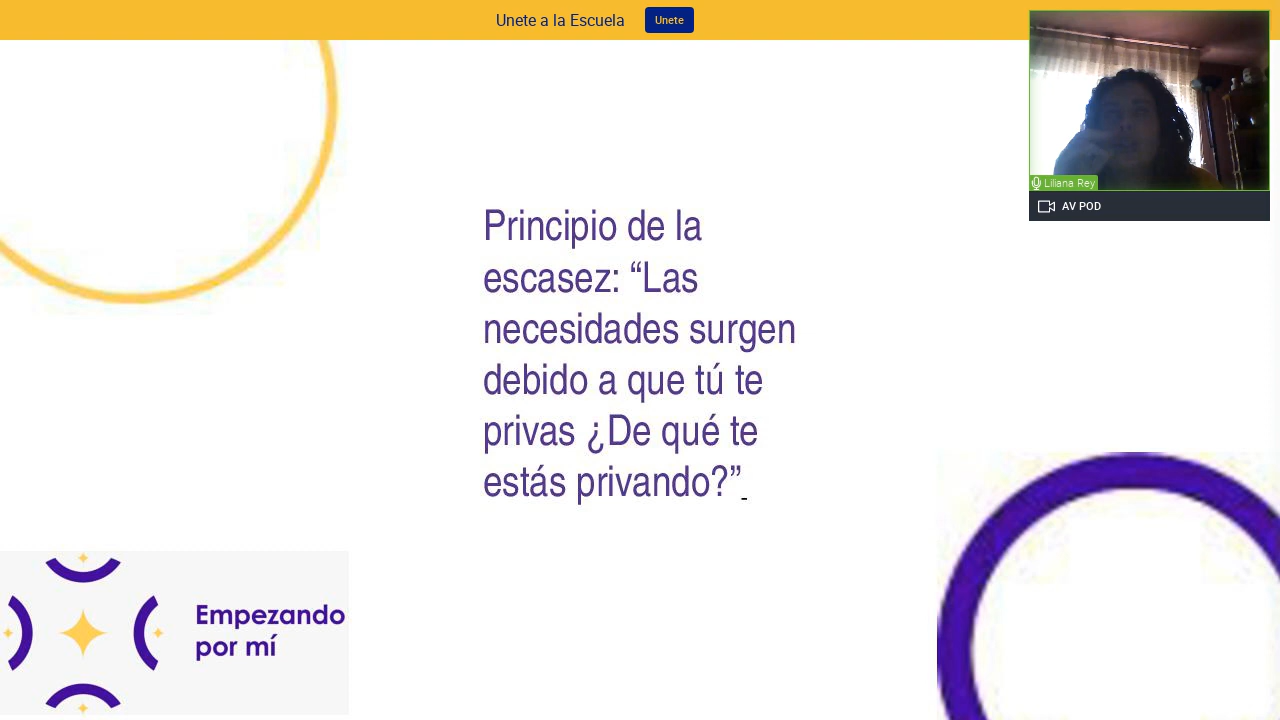 Unete a la Escuela
Unete
Liliana Rey
AV POD
Principio de la
escasez: “Las
necesidades surgen
debido a que tú te
privas ¿De qué te
estás privando?”
Empezando
por mí